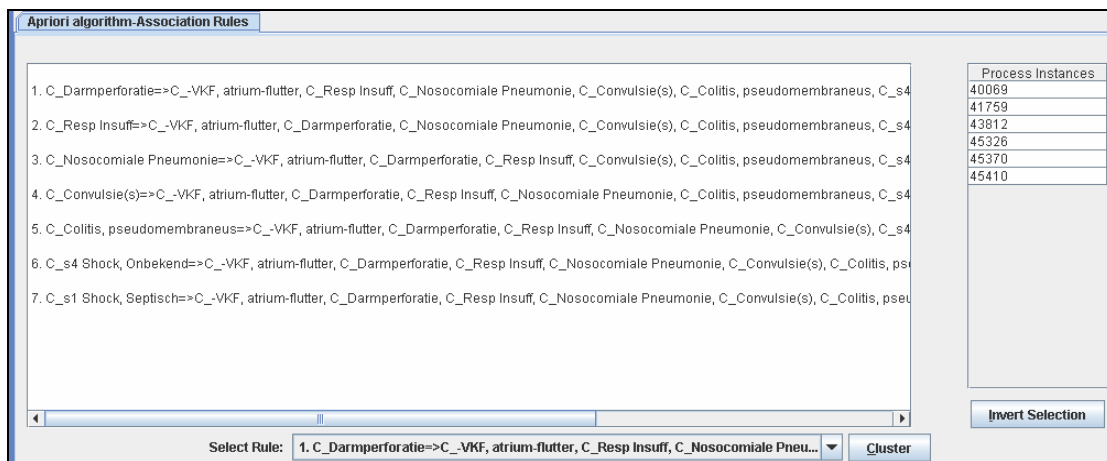 Apriori algorithm-Association Rules
Process Instances
1. C_Darmperforatie=>C_-VKF, atrium-flutter, C_Resp Insuff, C_Nosocomiale Pneumonie, C_Convulsie(s), C_Colitis, pseudomembraneus, C_s4
40069
41759
2. C_Resp Insuff=>C_-VKF, atrium-flutter, C_Darmperforatie, C_Nosocomiale Pneumonie, C_Convulsie(s), C_Colitis, pseudomembraneus, C_s4
43812
45326
3. C_Nosocomiale Pneumonie=>C_-VKF, atrium-flutter, C_Darmperforatie, C_Resp Insuff, C_Convulsie(s), C_Colitis, pseudomembraneus, C_s4
45370
45410
4. C_Convulsie(s)=>C_-VKF, atrium-flutter, C_Darmperforatie, C_Resp Insuff, C_Nosocomiale Pneumonie, C_Colitis, pseudomembraneus, C_s4
5. C_Colitis, pseudomembraneus=>C_-VKF, atrium-flutter, C_Darmperforatie, C_Resp Insuff, C_Nosocomiale Pneumonie, C_Convulsie(s), C_s4
6. C_s4 Shock, Onbekend=>C_-VKF, atrium-flutter, C_Darmperforatie, C_Resp Insuff, C_Nosocomiale Pneumonie, C_Convulsie(s), C_Colitis, pse
7. C_s1 Shock, Septisch=>C_-VKF, atrium-flutter, C_Darmperforatie, C_Resp Insuff, C_Nosocomiale Pneumonie, C_Convulsie(s), C_Colitis, pseu
Invert Selection
Select Rule: 1. C_Darmperforatie=>C_-VKF, atrium-flutter, C_Resp Insuff, C_Nosocomiale Pneu... Cluster